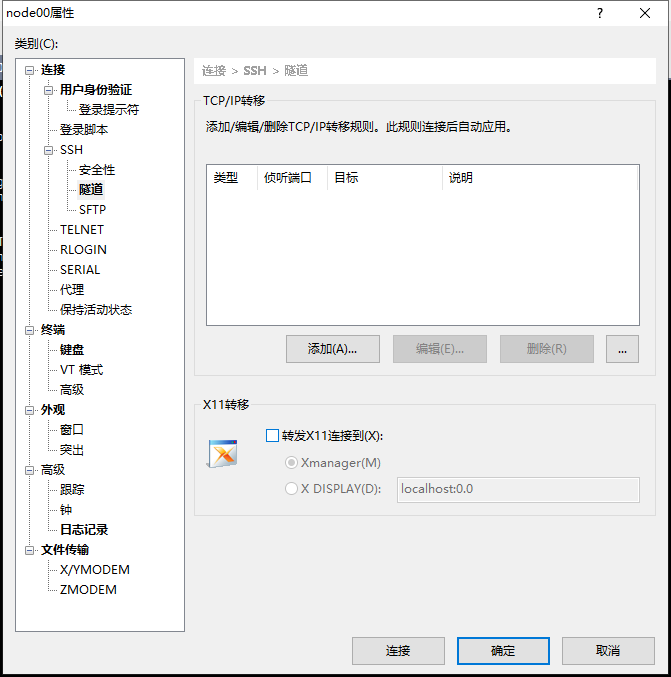 node00属性
类别(C):
连接
用户身份验证
登录提示符
登录脚本
SSH
安全性
隧道
SFTP
TELNET
RLOGIN
SERIAL
代理
保持活动状态
终端
键盘
VT 模式
高级
外观
窗口
突出
高级
跟踪
钟
日志记录
文件传输
X/YMODEM
ZMODEM
连接 > SSH > 隧道
TCP/IP转移
添加/编辑/删除TCP/IP转移规则。此规则连接后自动应用。
类型 侦听端口 目标 说明
添加(A)... 编辑(E)... 删除(R) ...
X11转移
转发X11连接到(X):
Xmanager(M)
X DISPLAY(D): localhost:0.0
连接 确定 取消